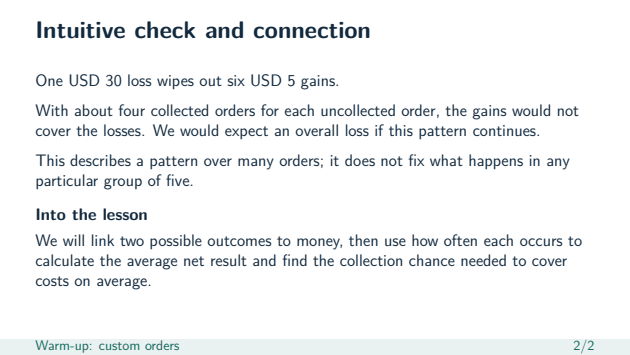 Intuitive check and connection
One USD 30 loss wipes out six USD 5 gains.
With about four collected orders for each uncollected order, the gains would not
cover the losses. We would expect an overall loss if this pattern continues.
This describes a pattern over many orders; it does not fix what happens in any
particular group of five.
Into the lesson
We will link two possible outcomes to money, then use how often each occurs to
calculate the average net result and find the collection chance needed to cover
costs on average.
Warm-up: custom orders
2/2